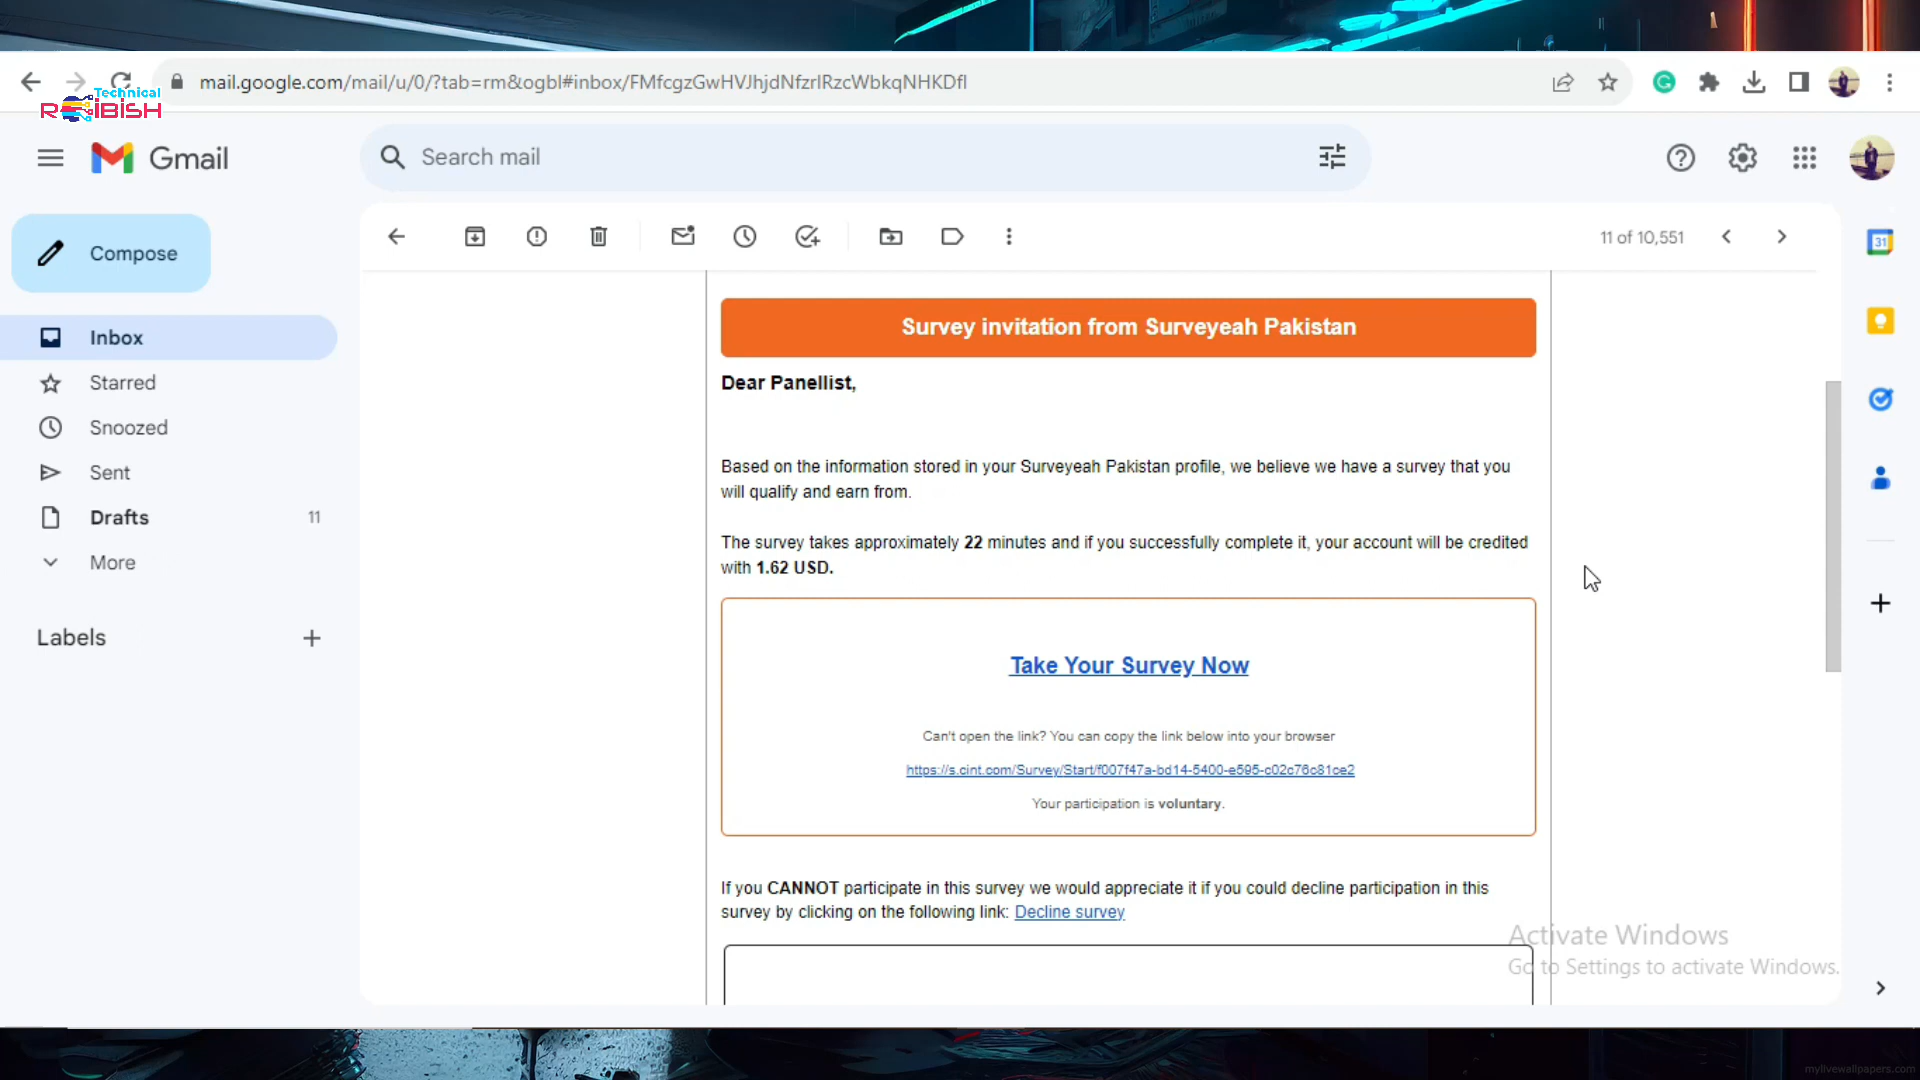 mail.google.com/mail/u/0/?tab=rm&ogbl#inbox/FMfcgzGwHVJhjdNfzrlRzcWbkqNHKDfl
Technical
Gmail
Search mail
Compose
11 of 10,551
31
Inbox
Starred
Snoozed
Sent
Drafts 11
More
Labels
Survey invitation from Surveyeah Pakistan
Dear Panellist,
Based on the information stored in your Surveyeah Pakistan profile, we believe we have a survey that you
will qualify and earn from.
The survey takes approximately 22 minutes and if you successfully complete it, your account will be credited
with 1.62 USD.
Take Your Survey Now
Can't open the link? You can copy the link below into your browser
https://s.cint.com/Survey/Start/f007f47a-bd14-5400-e595-c02c76c81ce2
Your participation is voluntary.
If you CANNOT participate in this survey we would appreciate it if you could decline participation in this
survey by clicking on the following link: Decline survey
Activate Windows
Go to Settings to activate Windows.
mylivewallpapers.com